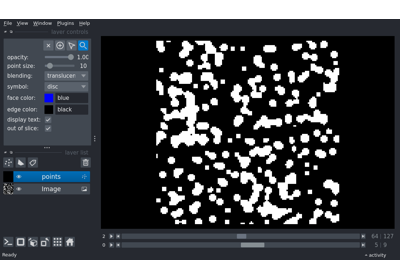 File View Window Plugins Help
layer controls
opacity: 1.00
point size: 10
blending: translucen
symbol: disc
face color: blue
edge color: black
display text:
out of slice:
layer list
points
Image
2 64 127
0 5 9
Ready activity